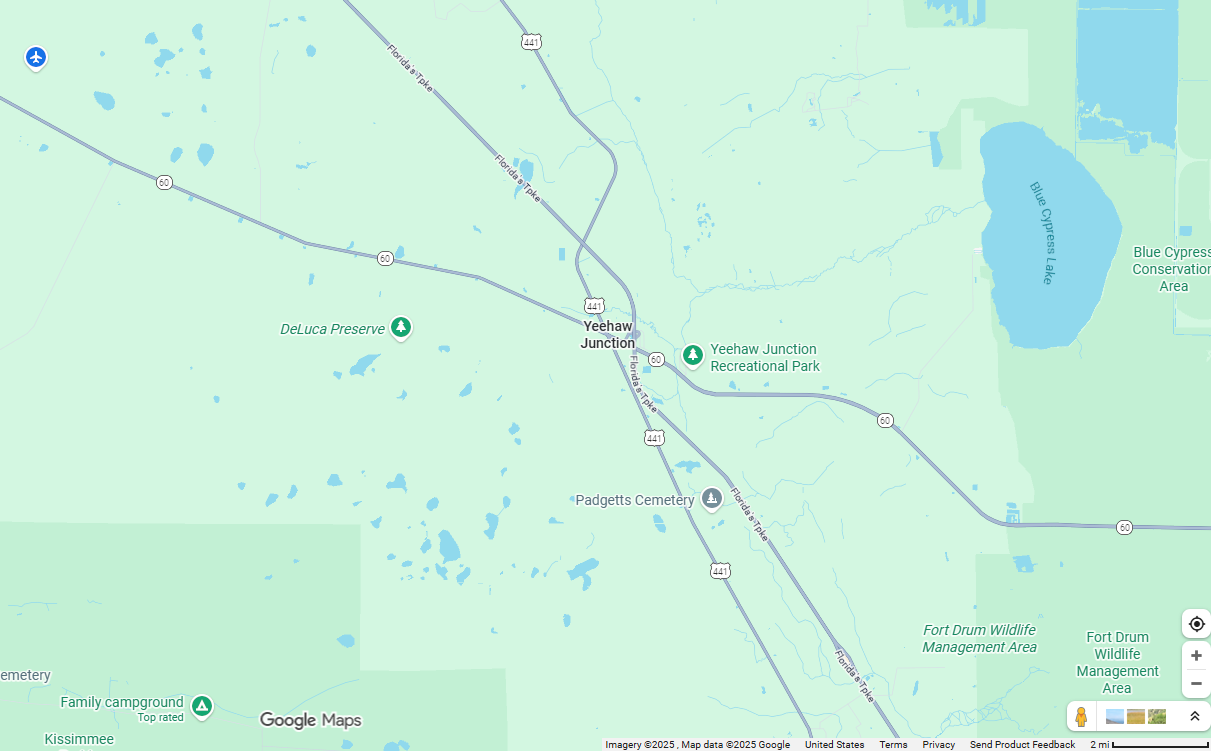 441
Florida's Tpke
Florida's Tpke
60
Blue Cypress Lake
60
Blue Cypress
Conservation
Area
441
DeLuca Preserve
Yeehaw
Junction
60
Yeehaw Junction
Recreational Park
Florida's Tpke
60
441
Padgetts Cemetery
Florida's Tpke
60
441
Fort Drum Wildlife
Management Area
Fort Drum
Wildlife
Management
Area
Florida's Tpke
emetery
Family campground
Top rated
Google Maps
Kissimmee
Imagery ©2025 , Map data ©2025 Google United States Terms Privacy Send Product Feedback 2 mi